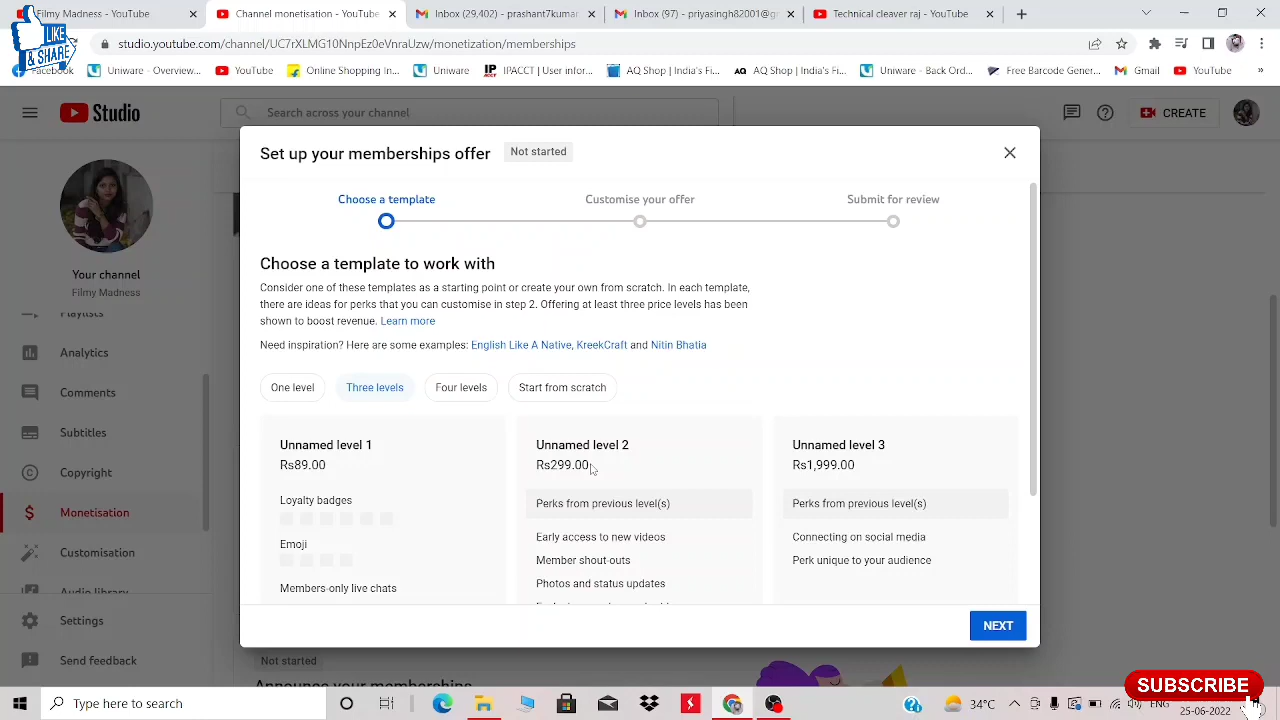 Filmy Madness
Channel monetisation - YouTube
Inbox (97) - prashant7kumar
Inbox (97) - pri
Technical clever raj - YouTube
LIKE
& SHARE
studio.youtube.com/channel/UC7rXLMG10NnpEz0eVnraUzw/monetization/memberships
Facebook
Uniware - Overview...
YouTube
Online Shopping In...
Uniware
IPACCT | User infor...
AQ Shop | India's Fi...
AQ Shop | India's Fi...
Uniware - Back Ord...
Free Barcode Gener...
Gmail
YouTube
»
Studio
Search across your channel
CREATE
Your channel
Filmy Madness
Playlists
Analytics
Comments
Subtitles
Copyright
Monetisation
Customisation
Audio library
Settings
Send feedback
Set up your memberships offer
Not started
Choose a template
Customise your offer
Submit for review
Choose a template to work with
Consider one of these templates as a starting point or create your own from scratch. In each template,
there are ideas for perks that you can customise in step 2. Offering at least three price levels has been
shown to boost revenue. Learn more
Need inspiration? Here are some examples: English Like A Native, KreekCraft and Nitin Bhatia
One level
Three levels
Four levels
Start from scratch
Unnamed level 1
Rs89.00
Loyalty badges
Emoji
Members-only live chats
Unnamed level 2
Rs299.00
Perks from previous level(s)
Early access to new videos
Member shout-outs
Photos and status updates
Unnamed level 3
Rs1,999.00
Perks from previous level(s)
Connecting on social media
Perk unique to your audience
NEXT
Not started
Announce your memberships
SUBSCRIBE
Type here to search
34°C
ENG
25-06-2022